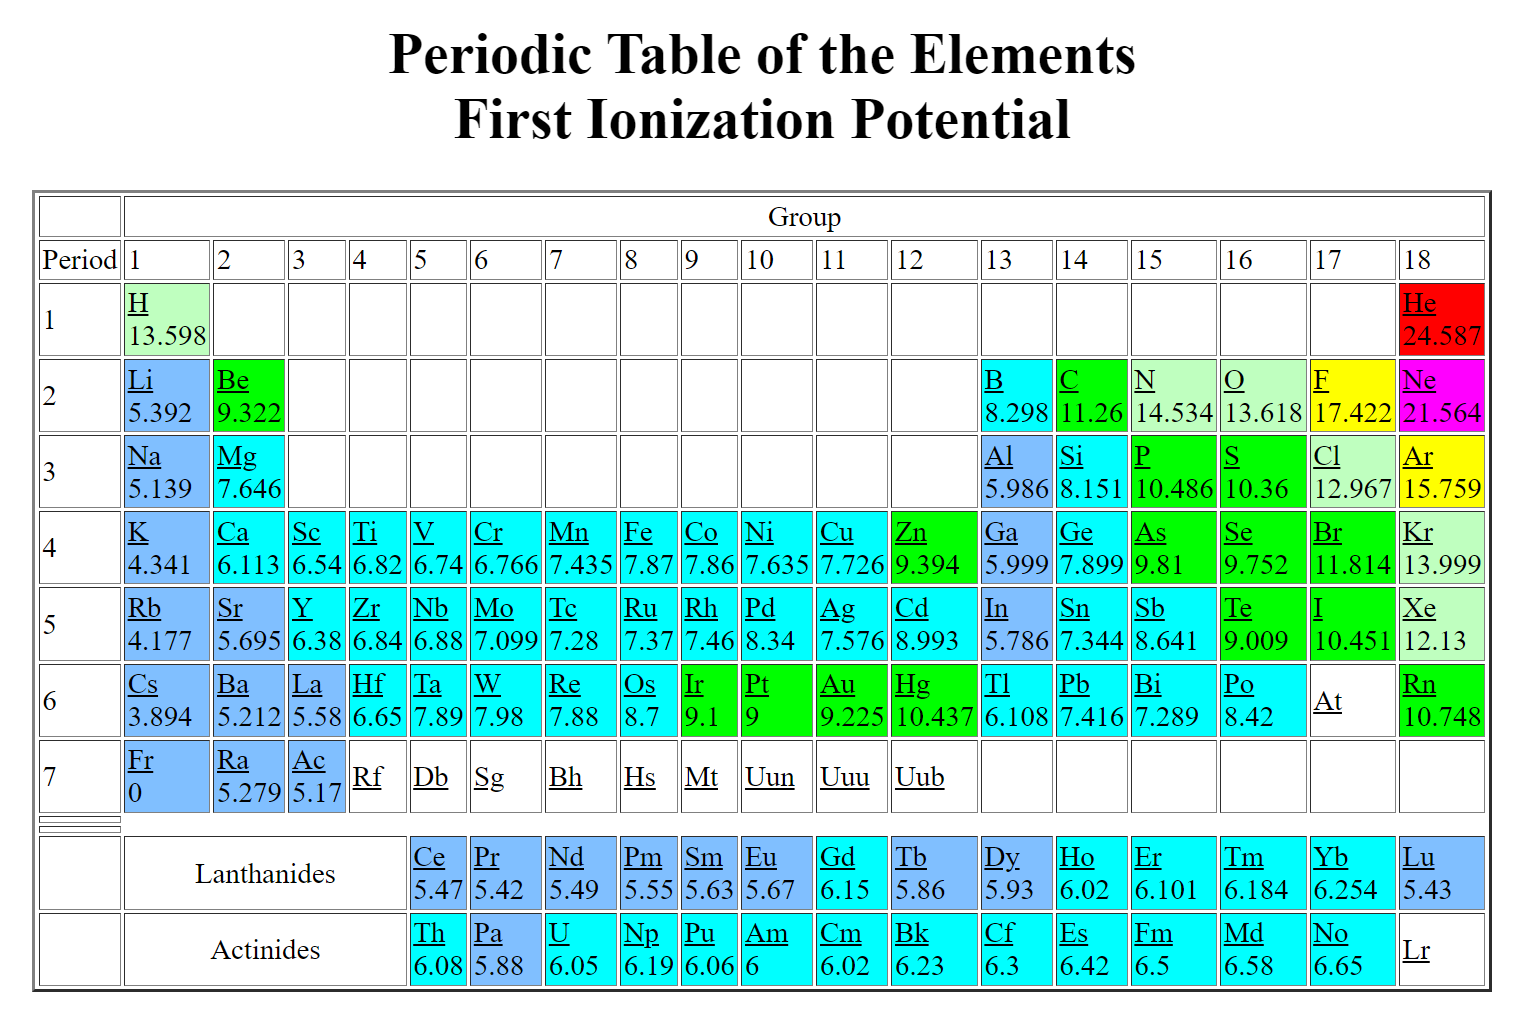 Periodic Table of the Elements
First Ionization Potential
Group
Period 1 2 3 4 5 6 7 8 9 10 11 12 13 14 15 16 17 18
1 H He
13.598 24.587
2 Li Be B C N O F Ne
5.392 9.322 8.298 11.26 14.534 13.618 17.422 21.564
3 Na Mg Al Si P S Cl Ar
5.139 7.646 5.986 8.151 10.486 10.36 12.967 15.759
4 K Ca Sc Ti V Cr Mn Fe Co Ni Cu Zn Ga Ge As Se Br Kr
4.341 6.113 6.54 6.82 6.74 6.766 7.435 7.87 7.86 7.635 7.726 9.394 5.999 7.899 9.81 9.752 11.814 13.999
5 Rb Sr Y Zr Nb Mo Tc Ru Rh Pd Ag Cd In Sn Sb Te I Xe
4.177 5.695 6.38 6.84 6.88 7.099 7.28 7.37 7.46 8.34 7.576 8.993 5.786 7.344 8.641 9.009 10.451 12.13
6 Cs Ba La Hf Ta W Re Os Ir Pt Au Hg Tl Pb Bi Po At Rn
3.894 5.212 5.58 6.65 7.89 7.98 7.88 8.7 9.1 9 9.225 10.437 6.108 7.416 7.289 8.42 10.748
7 Fr Ra Ac Rf Db Sg Bh Hs Mt Uun Uuu Uub
0 5.279 5.17
Lanthanides Ce Pr Nd Pm Sm Eu Gd Tb Dy Ho Er Tm Yb Lu
5.47 5.42 5.49 5.55 5.63 5.67 6.15 5.86 5.93 6.02 6.101 6.184 6.254 5.43
Actinides Th Pa U Np Pu Am Cm Bk Cf Es Fm Md No Lr
6.08 5.88 6.05 6.19 6.06 6 6.02 6.23 6.3 6.42 6.5 6.58 6.65